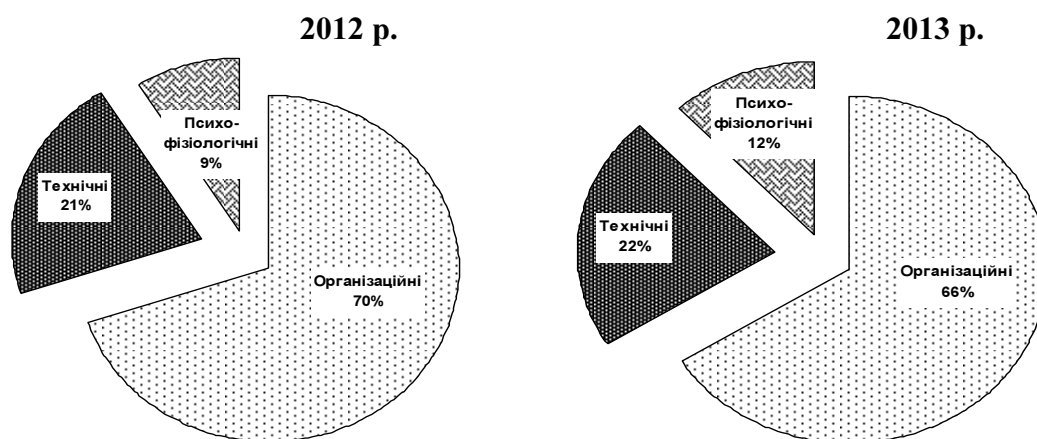 2012 р.
Психо-
фізіологічні
9%
Технічні
21%
Організаційні
70%
2013 р.
Психо-
фізіологічні
12%
Технічні
22%
Організаційні
66%